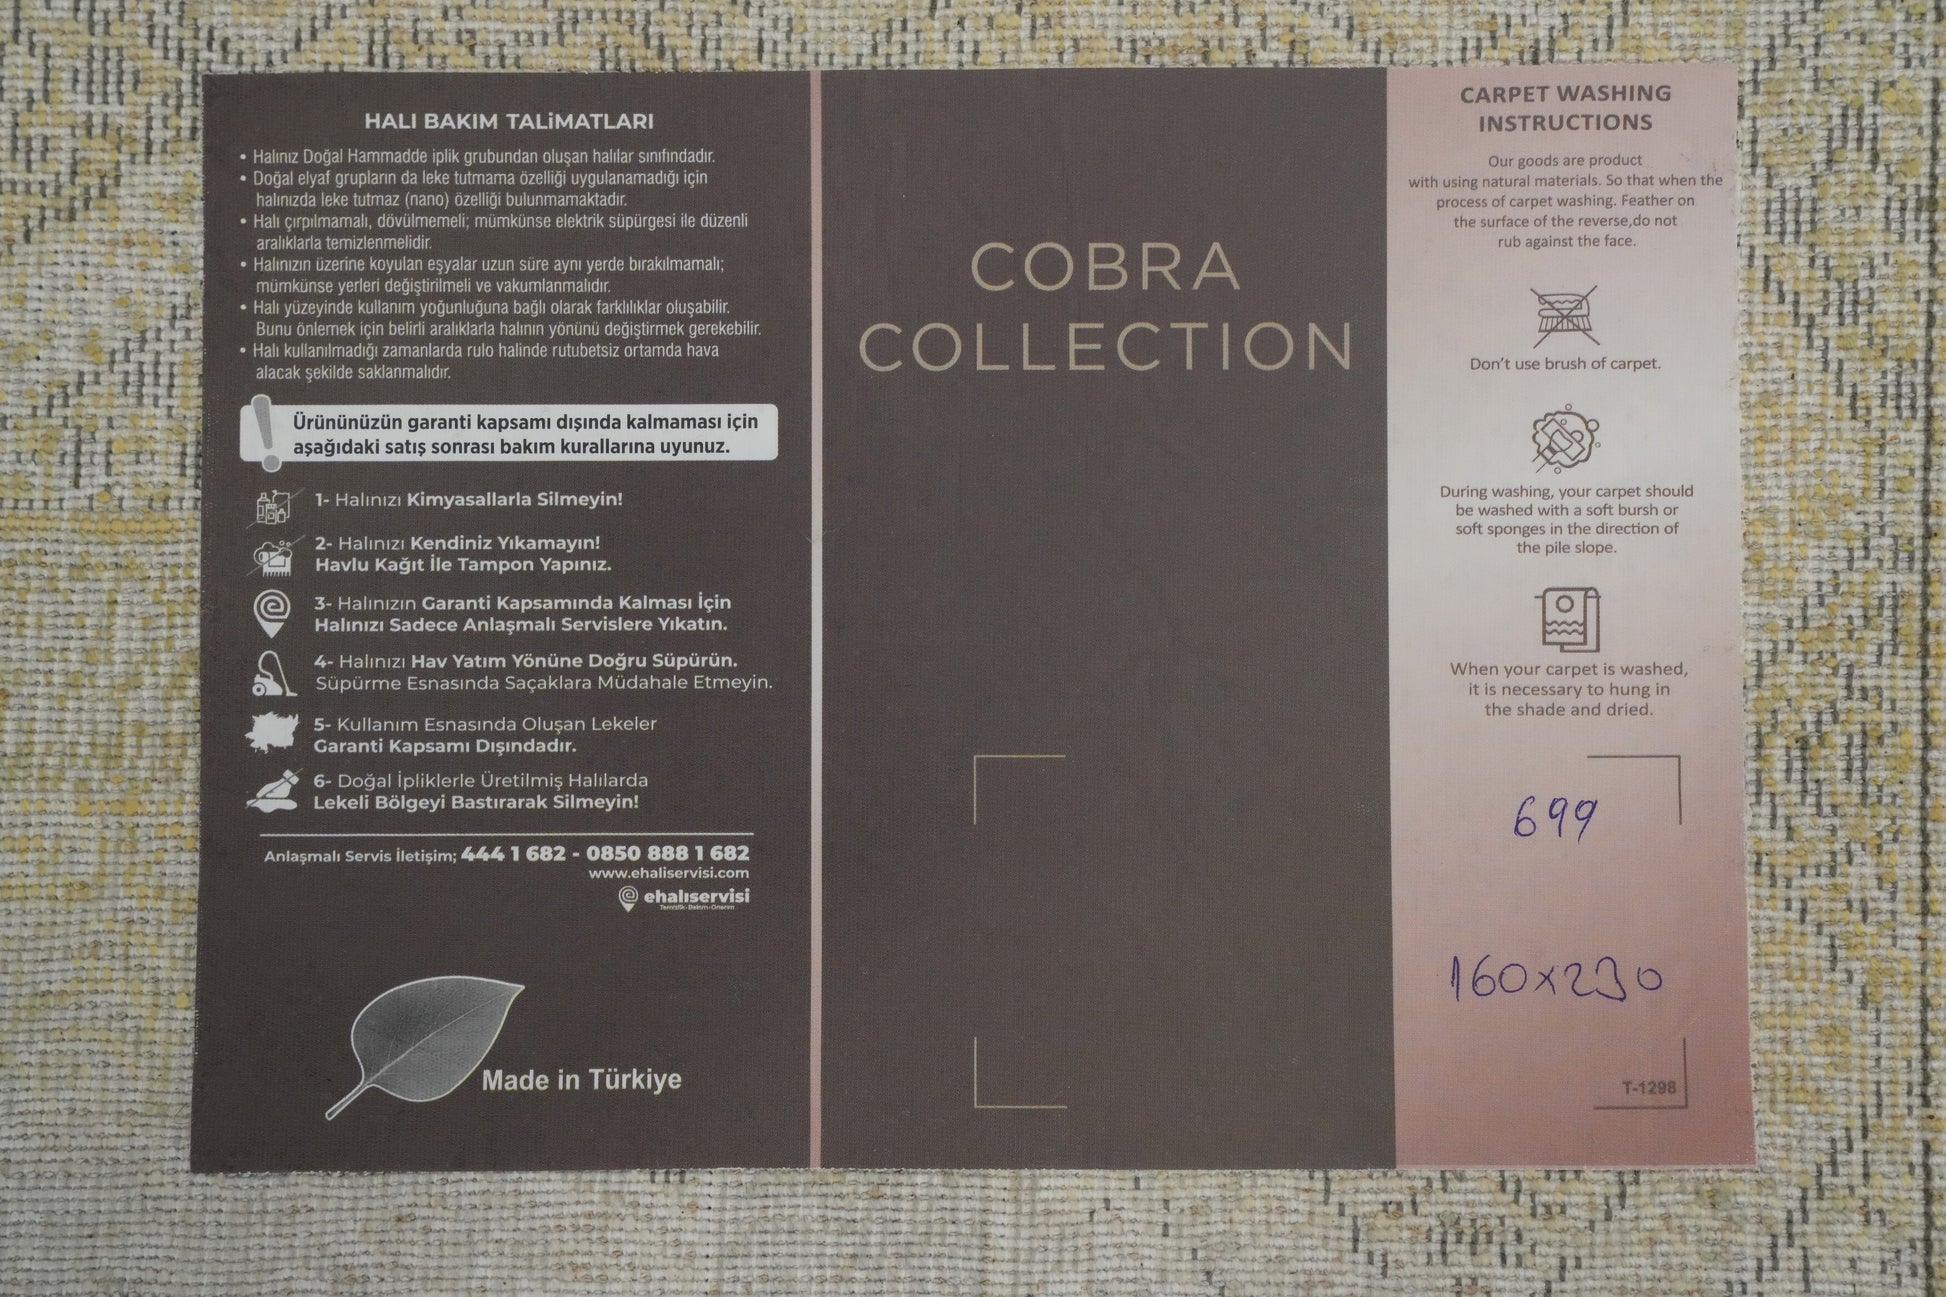 HALI BAKIM TALiMATLARI
• Halınız Doğal Hammadde iplik grubundan oluşan halılar sınıfındadır.
• Doğal elyaf grupların da leke tutmama özelliği uygulanamadığı için
halınızda leke tutmaz (nano) özelliği bulunmamaktadır.
• Halı çırpılmamalı, dövülmemeli; mümkünse elektrik süpürgesi ile düzenli
aralıklarla temizlenmelidir.
• Halınızın üzerine koyulan eşyalar uzun süre aynı yerde bırakılmamalı;
mümkünse yerleri değiştirilmeli ve vakumlanmalıdır.
• Halı yüzeyinde kullanım yoğunluğuna bağlı olarak farklılıklar oluşabilir.
Bunu önlemek için belirli aralıklarla halının yönünü değiştirmek gerekebilir.
• Halı kullanılmadığı zamanlarda rulo halinde rutubetsiz ortamda hava
alacak şekilde saklanmalıdır.
Ürününüzün garanti kapsamı dışında kalmaması için
aşağıdaki satış sonrası bakım kurallarına uyunuz.
1- Halınızı Kimyasallarla Silmeyin!
2- Halınızı Kendiniz Yıkamayın!
Havlu Kağıt İle Tampon Yapınız.
3- Halınızın Garanti Kapsamında Kalması İçin
Halınızı Sadece Anlaşmalı Servislere Yıkatın.
4- Halınızı Hav Yatım Yönüne Doğru Süpürün.
Süpürme Esnasında Saçaklara Müdahale Etmeyin.
5- Kullanım Esnasında Oluşan Lekeler
Garanti Kapsamı Dışındadır.
6- Doğal İpliklerle Üretilmiş Halılarda
Lekeli Bölgeyi Bastırarak Silmeyin!
Anlaşmalı Servis İletişim; 444 1 682 - 0850 888 1 682
www.ehaliservisi.com
ehalıservisi
Temizlik-Bakım-Onarım
Made in Türkiye
COBRA
COLLECTION
CARPET WASHING
INSTRUCTIONS
Our goods are product
with using natural materials. So that when the
process of carpet washing. Feather on
the surface of the reverse,do not
rub against the face.
Don't use brush of carpet.
During washing, your carpet should
be washed with a soft bursh or
soft sponges in the direction of
the pile slope.
When your carpet is washed,
it is necessary to hung in
the shade and dried.
699
160x230
T-1298